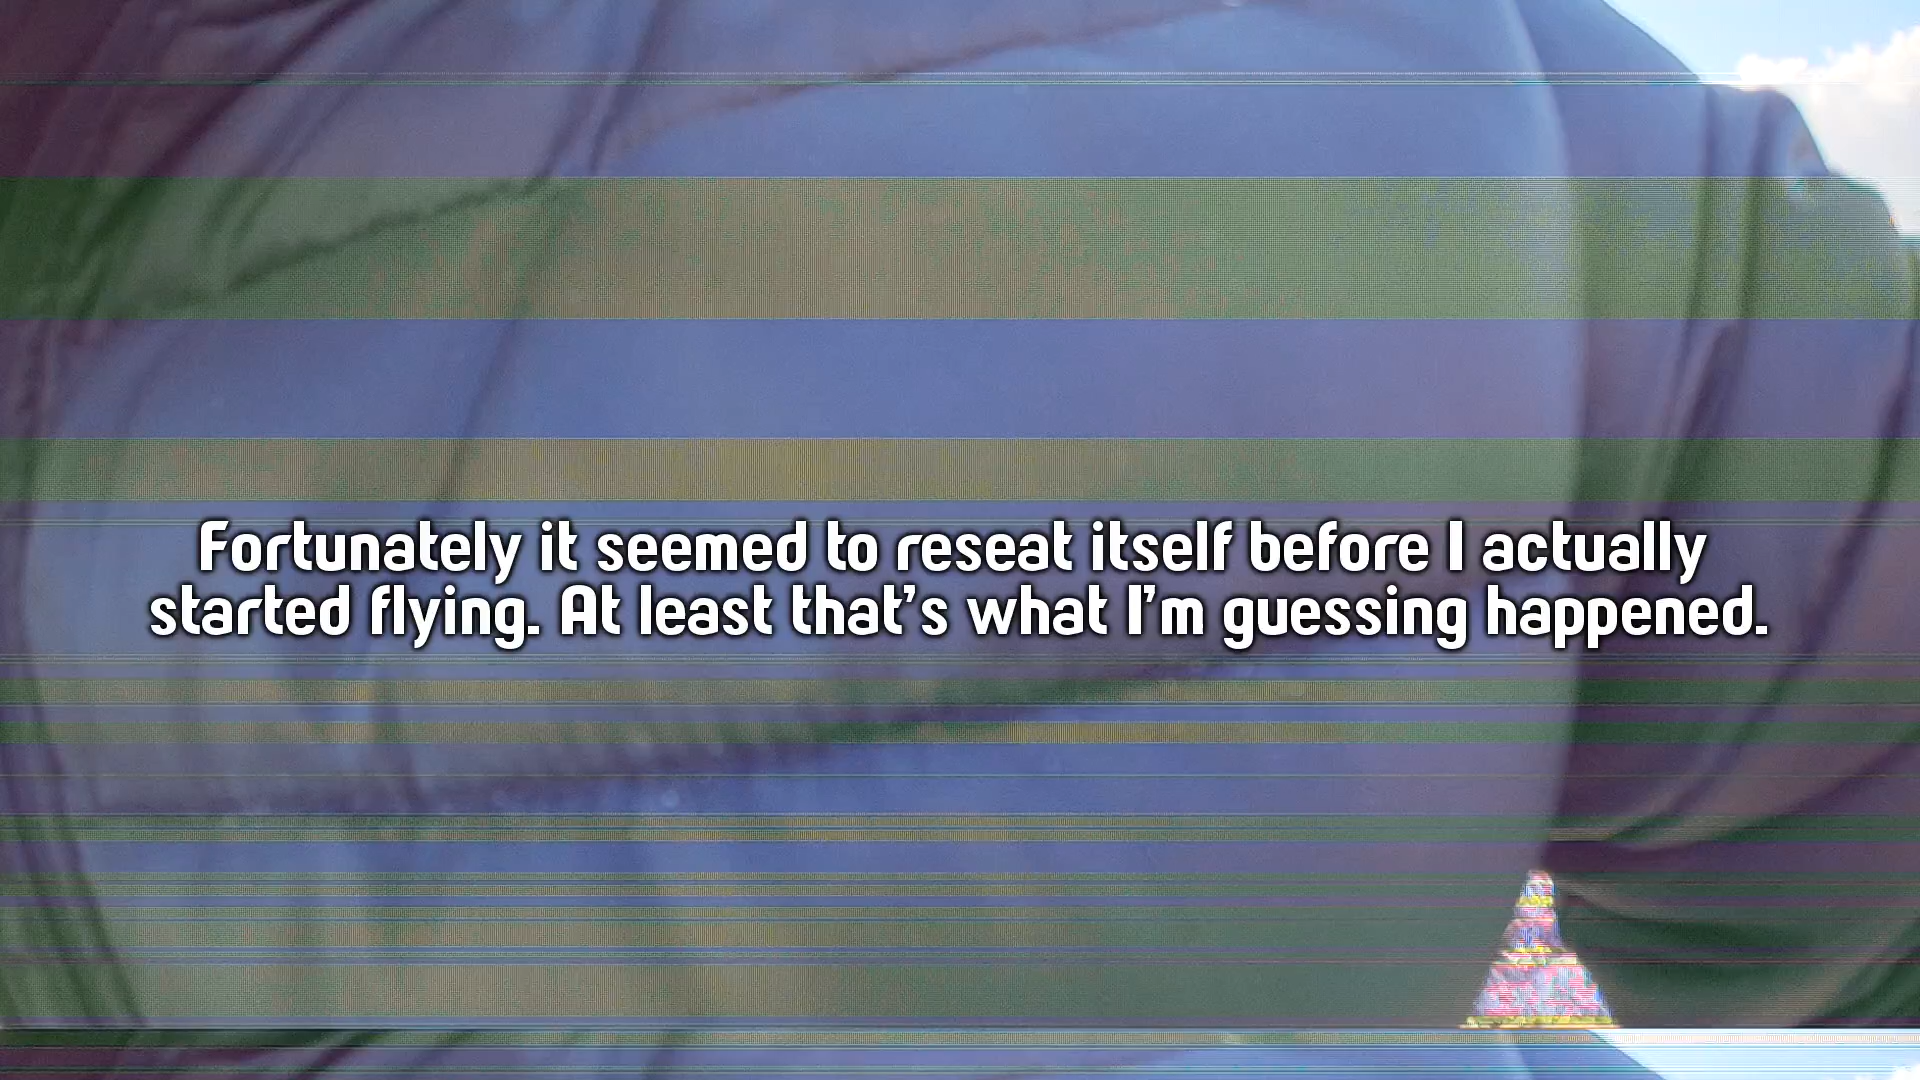 Fortunately it seemed to reseat itself before I actually
started flying. At least that's what I'm guessing happened.